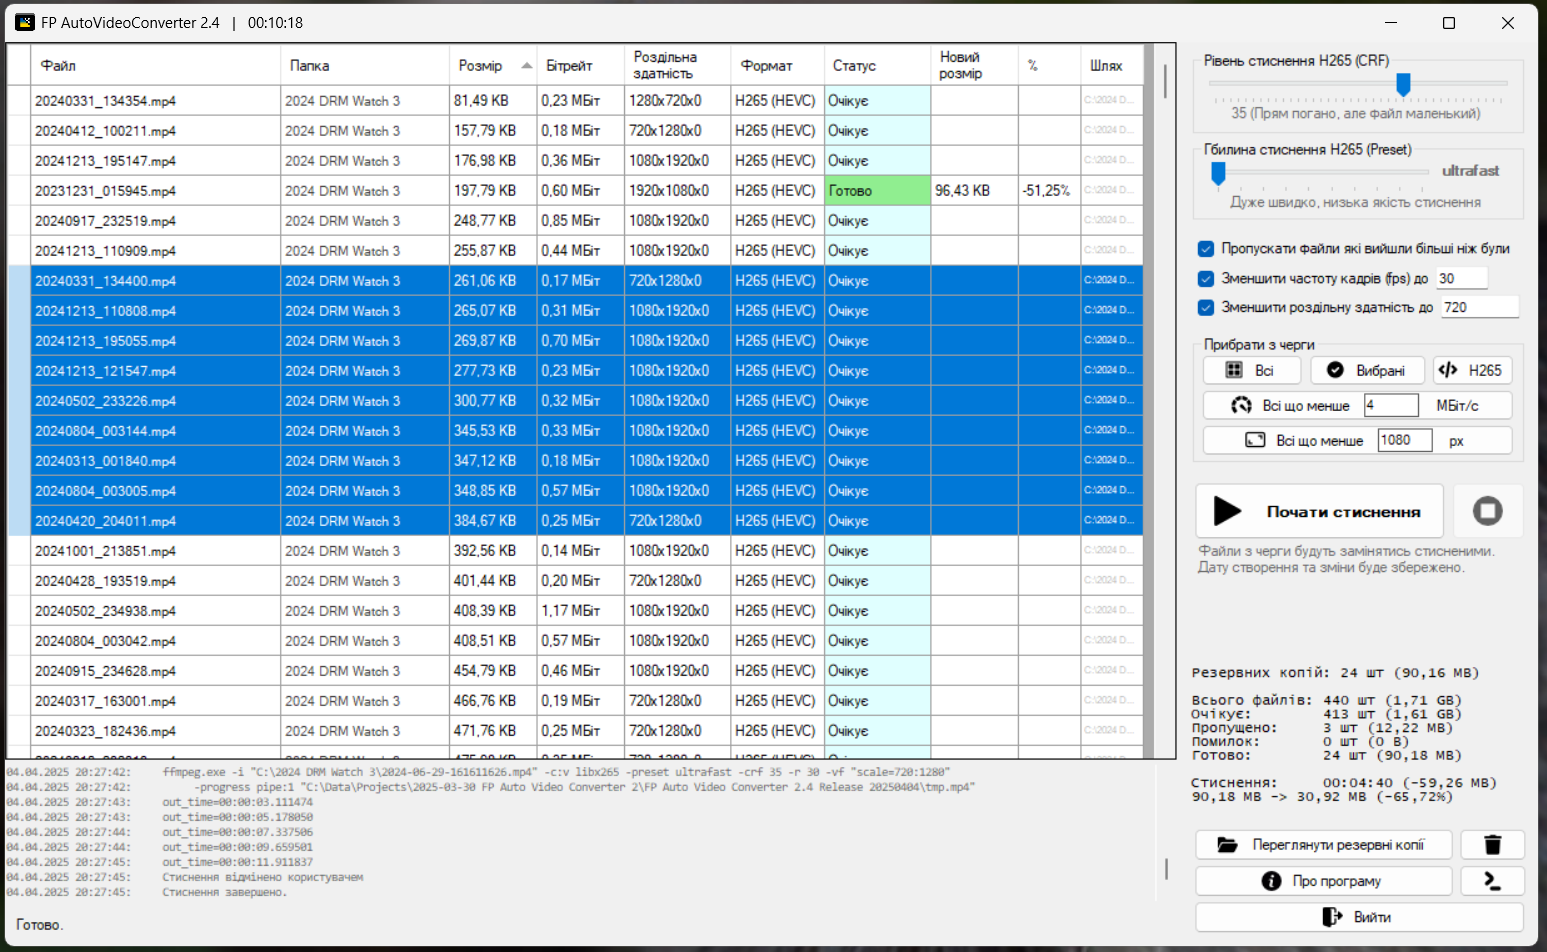 FP AutoVideoConverter 2.4 | 00:10:18
Файл Папка Розмір Бітрейт Роздільна здатність Формат Статус Новий розмір % Шлях
20240331_134354.mp4 2024 DRM Watch 3 81,49 KB 0,23 МБіт 1280x720x0 H265 (HEVC) Очікує C:\2024 D...
20240412_100211.mp4 2024 DRM Watch 3 157,79 KB 0,18 МБіт 720x1280x0 H265 (HEVC) Очікує C:\2024 D...
20241213_195147.mp4 2024 DRM Watch 3 176,98 KB 0,36 МБіт 1080x1920x0 H265 (HEVC) Очікує C:\2024 D...
20231231_015945.mp4 2024 DRM Watch 3 197,79 KB 0,60 МБіт 1920x1080x0 H265 (HEVC) Готово 96,43 KB -51,25% C:\2024 D...
20240917_232519.mp4 2024 DRM Watch 3 248,77 KB 0,85 МБіт 1080x1920x0 H265 (HEVC) Очікує C:\2024 D...
20241213_110909.mp4 2024 DRM Watch 3 255,87 KB 0,44 МБіт 1080x1920x0 H265 (HEVC) Очікує C:\2024 D...
20240331_134400.mp4 2024 DRM Watch 3 261,06 KB 0,17 МБіт 720x1280x0 H265 (HEVC) Очікує C:\2024 D...
20241213_110808.mp4 2024 DRM Watch 3 265,07 KB 0,31 МБіт 1080x1920x0 H265 (HEVC) Очікує C:\2024 D...
20241213_195055.mp4 2024 DRM Watch 3 269,87 KB 0,70 МБіт 1080x1920x0 H265 (HEVC) Очікує C:\2024 D...
20241213_121547.mp4 2024 DRM Watch 3 277,73 KB 0,23 МБіт 1080x1920x0 H265 (HEVC) Очікує C:\2024 D...
20240502_233226.mp4 2024 DRM Watch 3 300,77 KB 0,32 МБіт 1080x1920x0 H265 (HEVC) Очікує C:\2024 D...
20240804_003144.mp4 2024 DRM Watch 3 345,53 KB 0,33 МБіт 1080x1920x0 H265 (HEVC) Очікує C:\2024 D...
20240313_001840.mp4 2024 DRM Watch 3 347,12 KB 0,18 МБіт 1080x1920x0 H265 (HEVC) Очікує C:\2024 D...
20240804_003005.mp4 2024 DRM Watch 3 348,85 KB 0,57 МБіт 1080x1920x0 H265 (HEVC) Очікує C:\2024 D...
20240420_204011.mp4 2024 DRM Watch 3 384,67 KB 0,25 МБіт 720x1280x0 H265 (HEVC) Очікує C:\2024 D...
20241001_213851.mp4 2024 DRM Watch 3 392,56 KB 0,14 МБіт 1080x1920x0 H265 (HEVC) Очікує C:\2024 D...
20240428_193519.mp4 2024 DRM Watch 3 401,44 KB 0,20 МБіт 720x1280x0 H265 (HEVC) Очікує C:\2024 D...
20240502_234938.mp4 2024 DRM Watch 3 408,39 KB 1,17 МБіт 1080x1920x0 H265 (HEVC) Очікує C:\2024 D...
20240804_003042.mp4 2024 DRM Watch 3 408,51 KB 0,57 МБіт 1080x1920x0 H265 (HEVC) Очікує C:\2024 D...
20240915_234628.mp4 2024 DRM Watch 3 454,79 KB 0,46 МБіт 1080x1920x0 H265 (HEVC) Очікує C:\2024 D...
20240317_163001.mp4 2024 DRM Watch 3 466,76 KB 0,19 МБіт 720x1280x0 H265 (HEVC) Очікує C:\2024 D...
20240323_182436.mp4 2024 DRM Watch 3 471,76 KB 0,25 МБіт 720x1280x0 H265 (HEVC) Очікує C:\2024 D...
04.04.2025 20:27:42: ffmpeg.exe -i "C:\2024 DRM Watch 3\2024-06-29-161611626.mp4" -c:v libx265 -preset ultrafast -crf 35 -r 30 -vf "scale=720:1280"
04.04.2025 20:27:42: -progress pipe:1 "C:\Data\Projects\2025-03-30 FP Auto Video Converter 2\FP Auto Video Converter 2.4 Release 20250404\tmp.mp4"
04.04.2025 20:27:43: out_time=00:00:03.111474
04.04.2025 20:27:43: out_time=00:00:05.178050
04.04.2025 20:27:44: out_time=00:00:07.337506
04.04.2025 20:27:44: out_time=00:00:09.659501
04.04.2025 20:27:45: out_time=00:00:11.911837
04.04.2025 20:27:45: Стиснення відмінено користувачем
04.04.2025 20:27:45: Стиснення завершено.
Готово.
Рівень стиснення H265 (CRF)
35 (Прям погано, але файл маленький)
Гбилина стиснення H265 (Preset)
ultrafast
Дуже швидко, низька якість стиснення
Пропускати файли які вийшли більші ніж були
Зменшити частоту кадрів (fps) до 30
Зменшити роздільну здатність до 720
Прибрати з черги
Всі Вибрані H265
Всі що менше 4 МБіт/с
Всі що менше 1080 px
Почати стиснення
Файли з черги будуть замінятись стисненими.
Дату створення та зміни буде збережено.
Резервних копій: 24 шт (90,16 MB)
Всього файлів: 440 шт (1,71 GB)
Очікує: 413 шт (1,61 GB)
Пропущено: 3 шт (12,22 MB)
Помилок: 0 шт (0 B)
Готово: 24 шт (90,18 MB)
Стиснення: 00:04:40 (-59,26 MB)
90,18 MB -> 30,92 MB (-65,72%)
Переглянути резервні копії
Про програму
Вийти